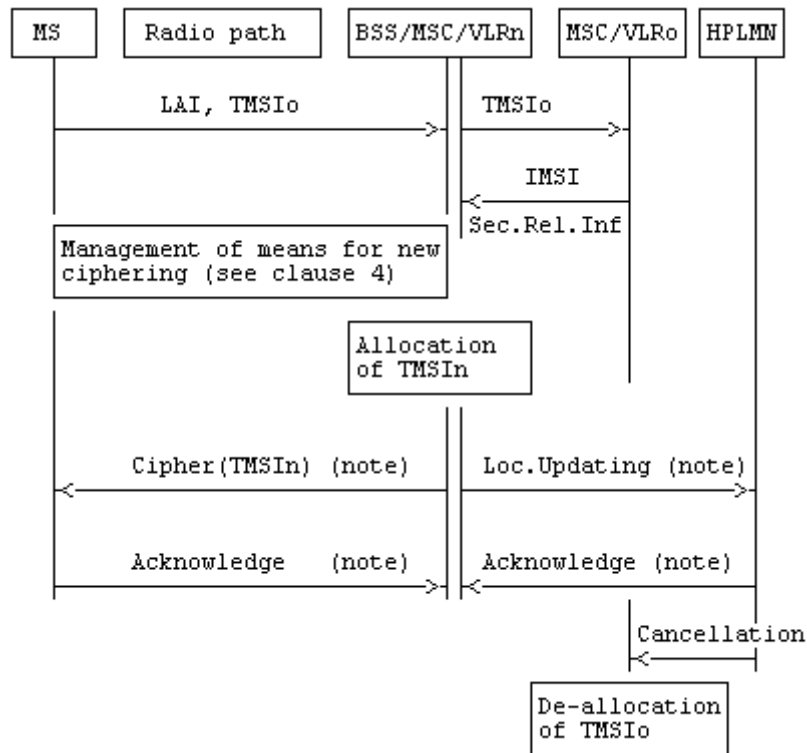 MS
Radio path
BSS/MSC/VLRn
MSC/VLRo
HPLMN
LAI, TMSIo
TMSIo
IMSI
Sec.Rel.Inf
Management of means for new
ciphering (see clause 4)
Allocation
of TMSIn
Cipher(TMSIn) (note)
Loc.Updating (note)
Acknowledge (note)
Acknowledge (note)
Cancellation
De-allocation
of TMSIo